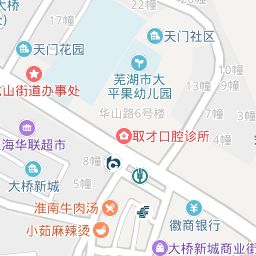 10幢
天门社区
天门花园
芜湖市大
平果幼儿园
19幢
15幢
山街道办事处
华山路6号楼
7幢
取才口腔诊所
海华联超市
8幢
大桥新城
5幢
淮南牛肉汤
徽商银行
小茹麻辣烫
大桥新城商业街